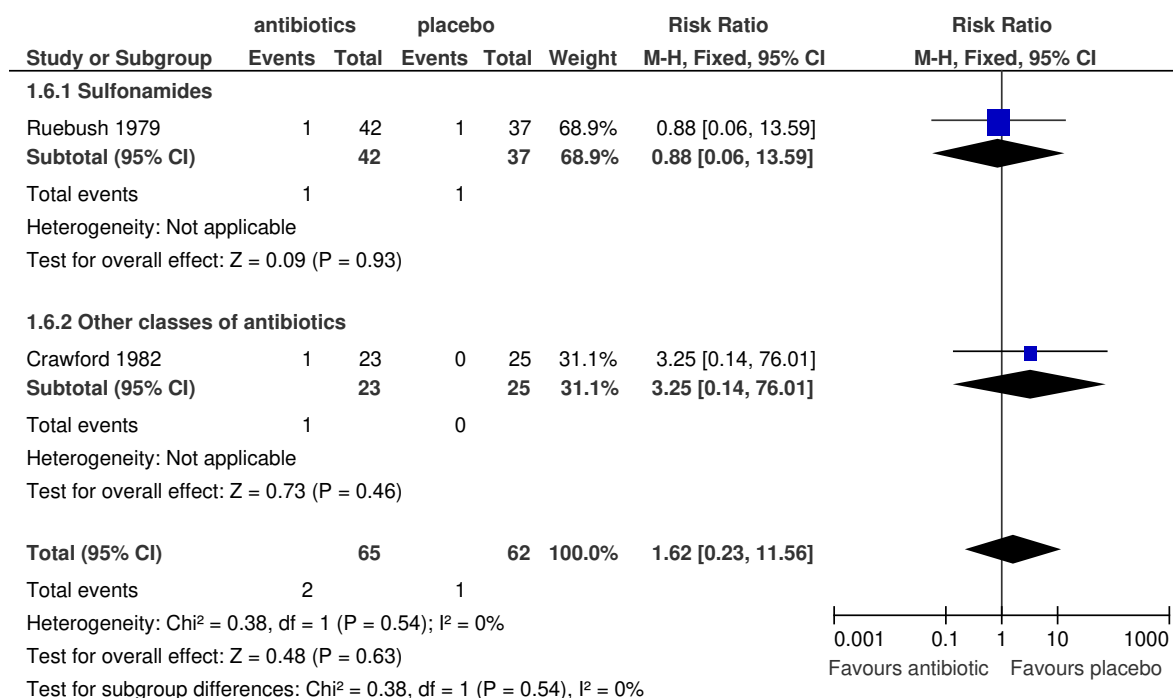 antibiotics placebo Risk Ratio Risk Ratio
Study or Subgroup Events Total Events Total Weight M-H, Fixed, 95% CI M-H, Fixed, 95% CI
1.6.1 Sulfonamides
Ruebush 1979 1 42 1 37 68.9% 0.88 [0.06, 13.59]
Subtotal (95% CI) 42 37 68.9% 0.88 [0.06, 13.59]
Total events 1 1
Heterogeneity: Not applicable
Test for overall effect: Z = 0.09 (P = 0.93)
1.6.2 Other classes of antibiotics
Crawford 1982 1 23 0 25 31.1% 3.25 [0.14, 76.01]
Subtotal (95% CI) 23 25 31.1% 3.25 [0.14, 76.01]
Total events 1 0
Heterogeneity: Not applicable
Test for overall effect: Z = 0.73 (P = 0.46)
Total (95% CI) 65 62 100.0% 1.62 [0.23, 11.56]
Total events 2 1
Heterogeneity: Chi² = 0.38, df = 1 (P = 0.54); I² = 0%
Test for overall effect: Z = 0.48 (P = 0.63)
Test for subgroup differences: Chi² = 0.38, df = 1 (P = 0.54), I² = 0%
0.001 0.1 1 10 1000
Favours antibiotic Favours placebo